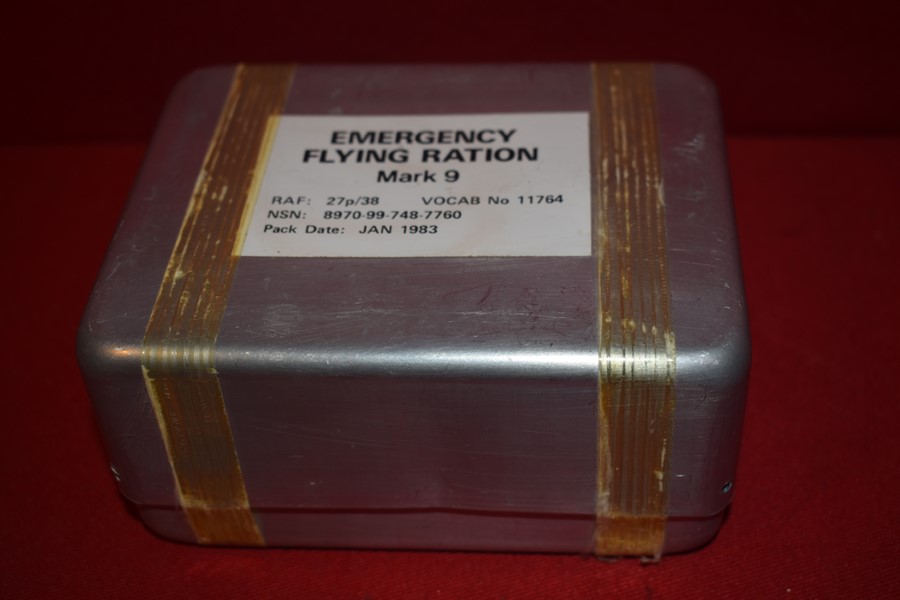 EMERGENCY
FLYING RATION
Mark 9
RAF: 27p/38 VOCAB No 11764
NSN: 8970-99-748-7760
Pack Date: JAN 1983